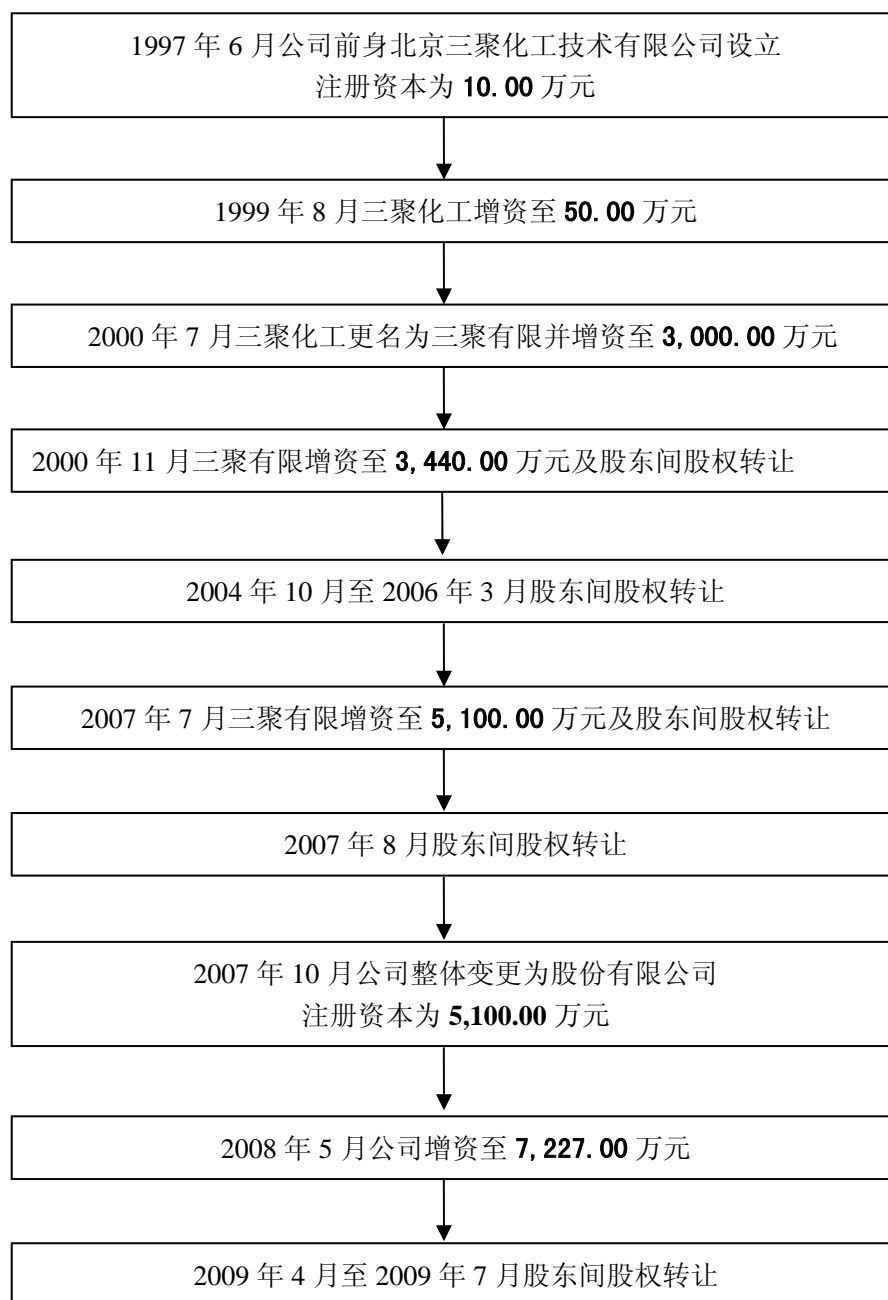 1997 年 6 月公司前身北京三聚化工技术有限公司设立
注册资本为 10.00 万元
1999 年 8 月三聚化工增资至 50.00 万元
2000 年 7 月三聚化工更名为三聚有限并增资至 3,000.00 万元
2000 年 11 月三聚有限增资至 3,440.00 万元及股东间股权转让
2004 年 10 月至 2006 年 3 月股东间股权转让
2007 年 7 月三聚有限增资至 5,100.00 万元及股东间股权转让
2007 年 8 月股东间股权转让
2007 年 10 月公司整体变更为股份有限公司
注册资本为 5,100.00 万元
2008 年 5 月公司增资至 7,227.00 万元
2009 年 4 月至 2009 年 7 月股东间股权转让